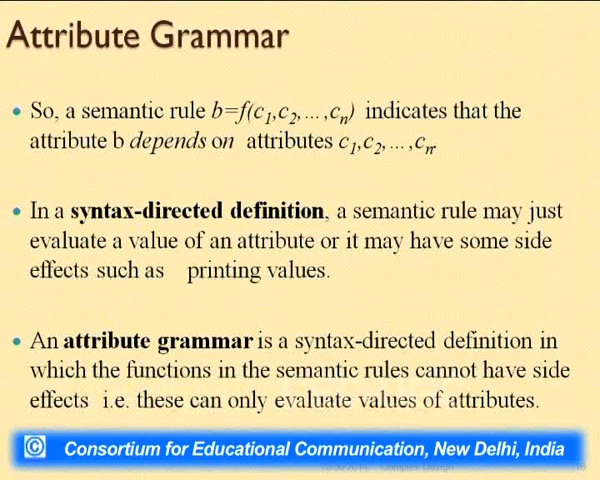 Attribute Grammar
• So, a semantic rule b=f(c1,c2,…,cn) indicates that the
attribute b depends on attributes c1,c2,…,cn.
• In a syntax-directed definition, a semantic rule may just
evaluate a value of an attribute or it may have some side
effects such as printing values.
• An attribute grammar is a syntax-directed definition in
which the functions in the semantic rules cannot have side
effects i.e. these can only evaluate values of attributes.
© Consortium for Educational Communication, New Delhi, India